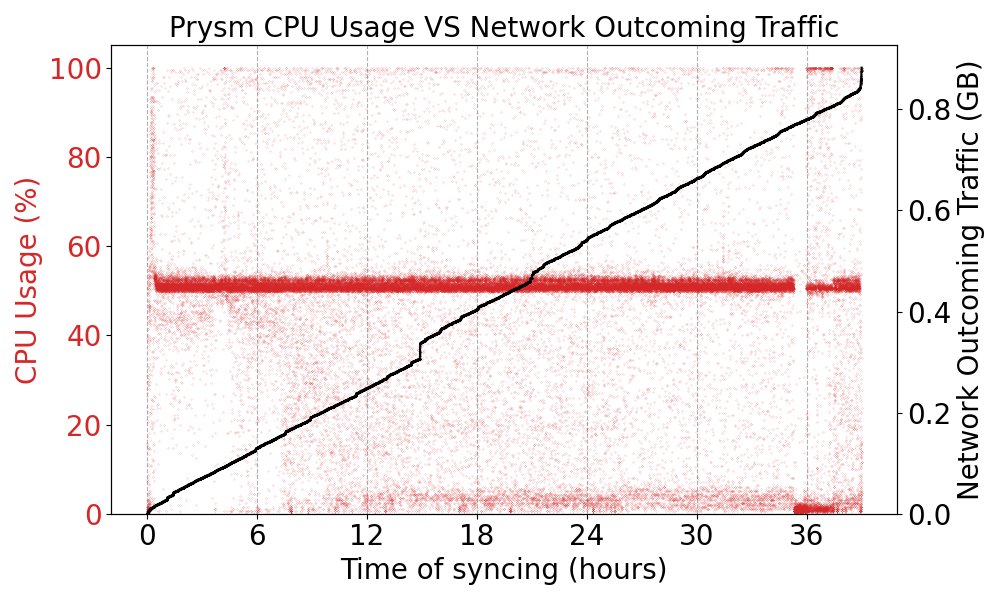 Prysm CPU Usage VS Network Outcoming Traffic
CPU Usage (%)
100
80
60
40
20
0
0 6 12 18 24 30 36
Time of syncing (hours)
0.8
0.6
0.4
0.2
0.0
Network Outcoming Traffic (GB)